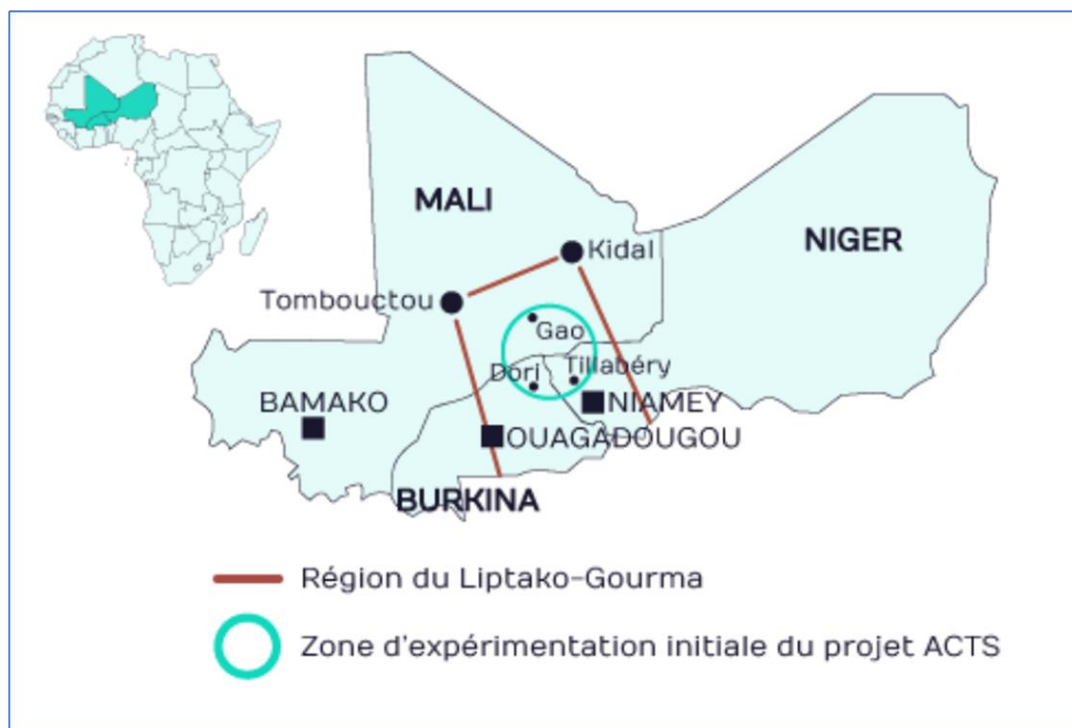 MALI
NIGER
Kidal
Tombouctou
Gao
Dori
Tillabéry
BAMAKO
NIAMEY
OUAGADOUGOU
BURKINA
Région du Liptako-Gourma
Zone d'expérimentation initiale du projet ACTS